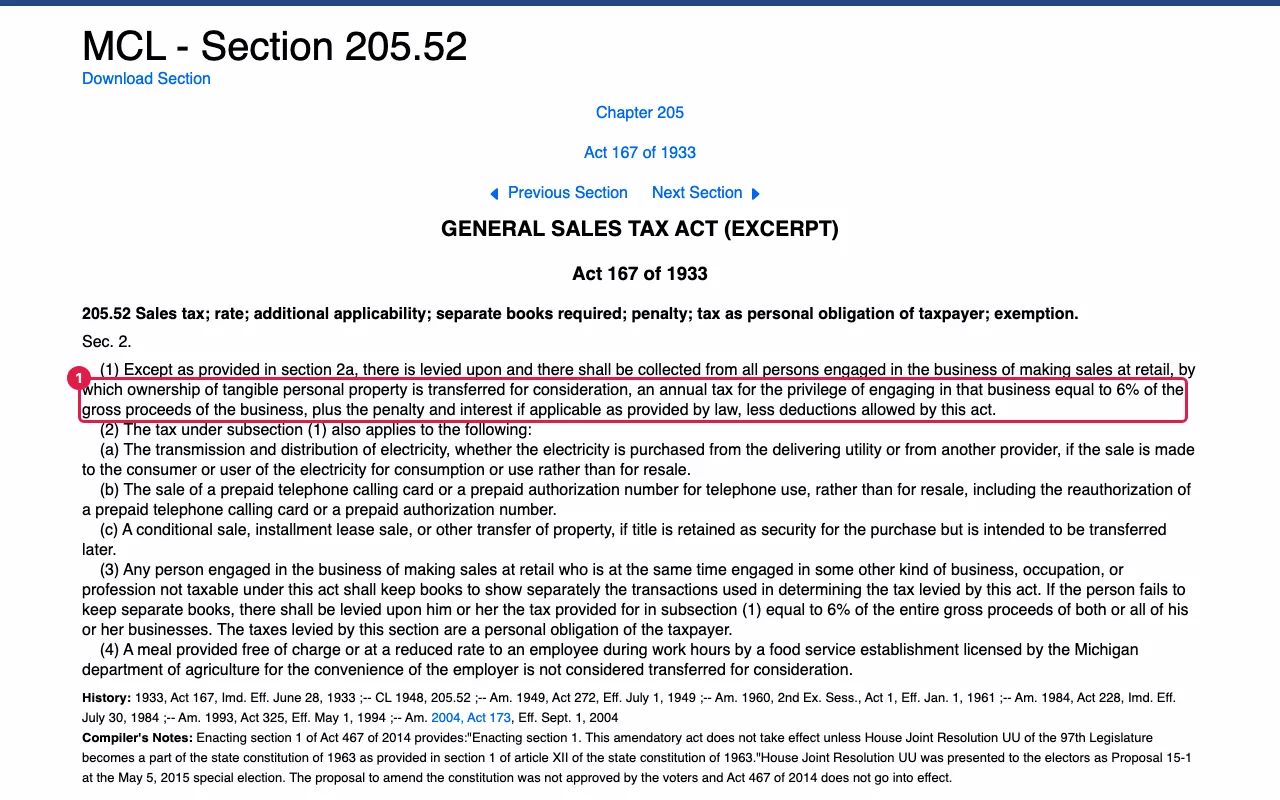 MCL - Section 205.52
Download Section
Chapter 205
Act 167 of 1933
Previous Section Next Section
GENERAL SALES TAX ACT (EXCERPT)
Act 167 of 1933
205.52 Sales tax; rate; additional applicability; separate books required; penalty; tax as personal obligation of taxpayer; exemption.
Sec. 2.
(1) Except as provided in section 2a, there is levied upon and there shall be collected from all persons engaged in the business of making sales at retail, by
1
which ownership of tangible personal property is transferred for consideration, an annual tax for the privilege of engaging in that business equal to 6% of the
gross proceeds of the business, plus the penalty and interest if applicable as provided by law, less deductions allowed by this act.
(2) The tax under subsection (1) also applies to the following:
(a) The transmission and distribution of electricity, whether the electricity is purchased from the delivering utility or from another provider, if the sale is made
to the consumer or user of the electricity for consumption or use rather than for resale.
(b) The sale of a prepaid telephone calling card or a prepaid authorization number for telephone use, rather than for resale, including the reauthorization of
a prepaid telephone calling card or a prepaid authorization number.
(c) A conditional sale, installment lease sale, or other transfer of property, if title is retained as security for the purchase but is intended to be transferred
later.
(3) Any person engaged in the business of making sales at retail who is at the same time engaged in some other kind of business, occupation, or
profession not taxable under this act shall keep books to show separately the transactions used in determining the tax levied by this act. If the person fails to
keep separate books, there shall be levied upon him or her the tax provided for in subsection (1) equal to 6% of the entire gross proceeds of both or all of his
or her businesses. The taxes levied by this section are a personal obligation of the taxpayer.
(4) A meal provided free of charge or at a reduced rate to an employee during work hours by a food service establishment licensed by the Michigan
department of agriculture for the convenience of the employer is not considered transferred for consideration.
History: 1933, Act 167, Imd. Eff. June 28, 1933 ;-- CL 1948, 205.52 ;-- Am. 1949, Act 272, Eff. July 1, 1949 ;-- Am. 1960, 2nd Ex. Sess., Act 1, Eff. Jan. 1, 1961 ;-- Am. 1984, Act 228, Imd. Eff.
July 30, 1984 ;-- Am. 1993, Act 325, Eff. May 1, 1994 ;-- Am. 2004, Act 173, Eff. Sept. 1, 2004
Compiler's Notes: Enacting section 1 of Act 467 of 2014 provides:"Enacting section 1. This amendatory act does not take effect unless House Joint Resolution UU of the 97th Legislature
becomes a part of the state constitution of 1963 as provided in section 1 of article XII of the state constitution of 1963."House Joint Resolution UU was presented to the electors as Proposal 15-1
at the May 5, 2015 special election. The proposal to amend the constitution was not approved by the voters and Act 467 of 2014 does not go into effect.